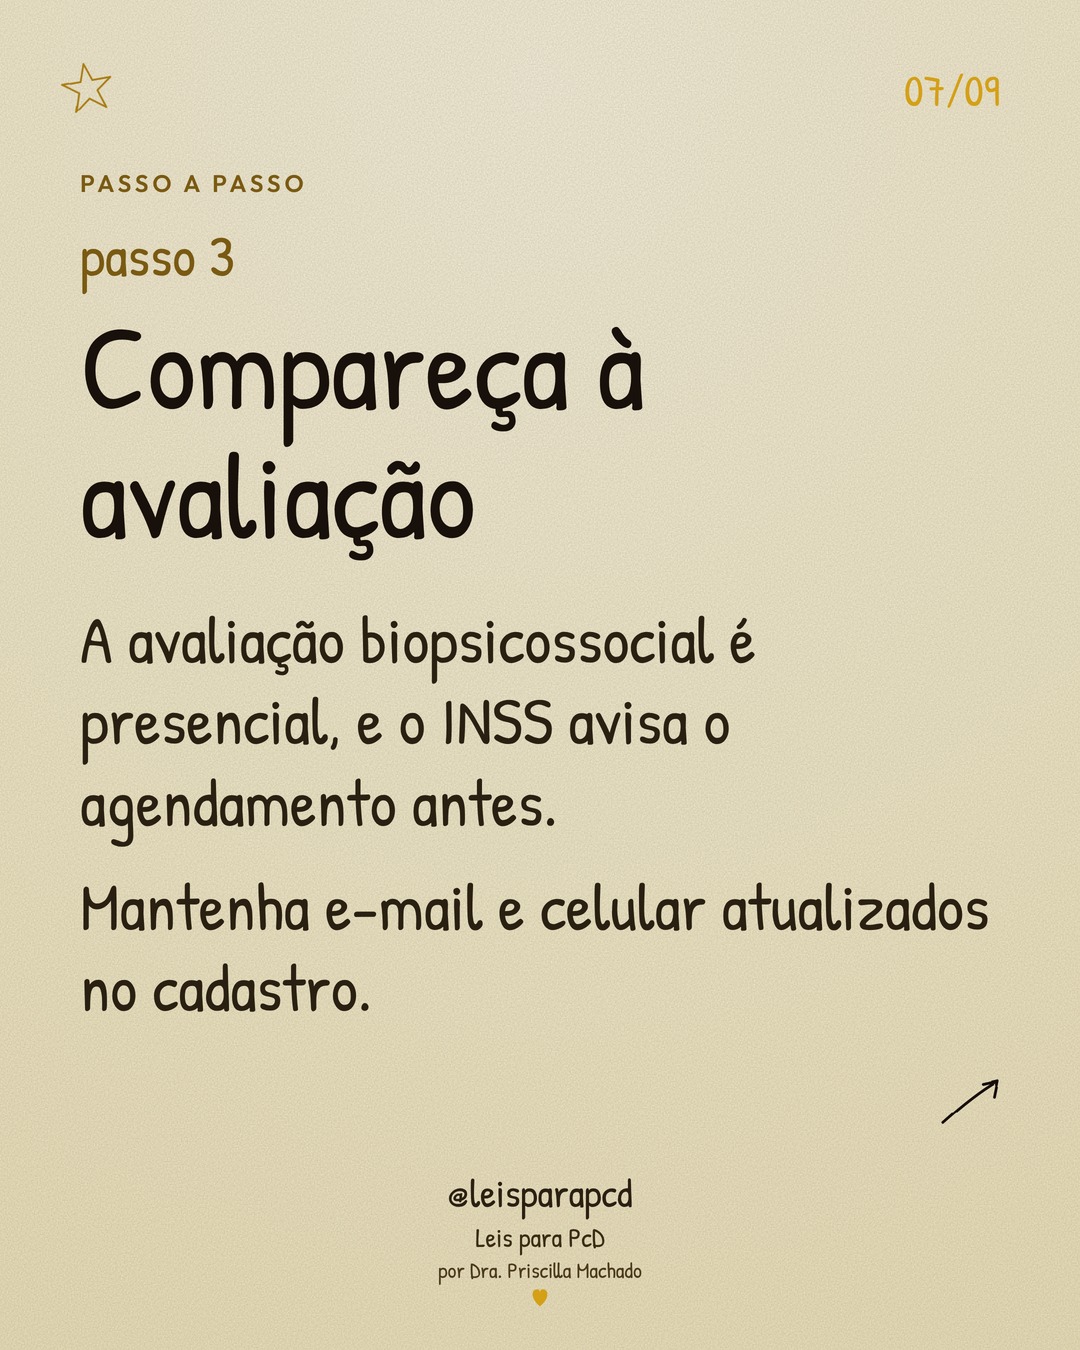 07/09
PASSO A PASSO
passo 3
Compareça à
avaliação
A avaliação biopsicossocial é
presencial, e o INSS avisa o
agendamento antes.
Mantenha e-mail e celular atualizados
no cadastro.
@leisparapcd
Leis para PcD
por Dra. Priscilla Machado